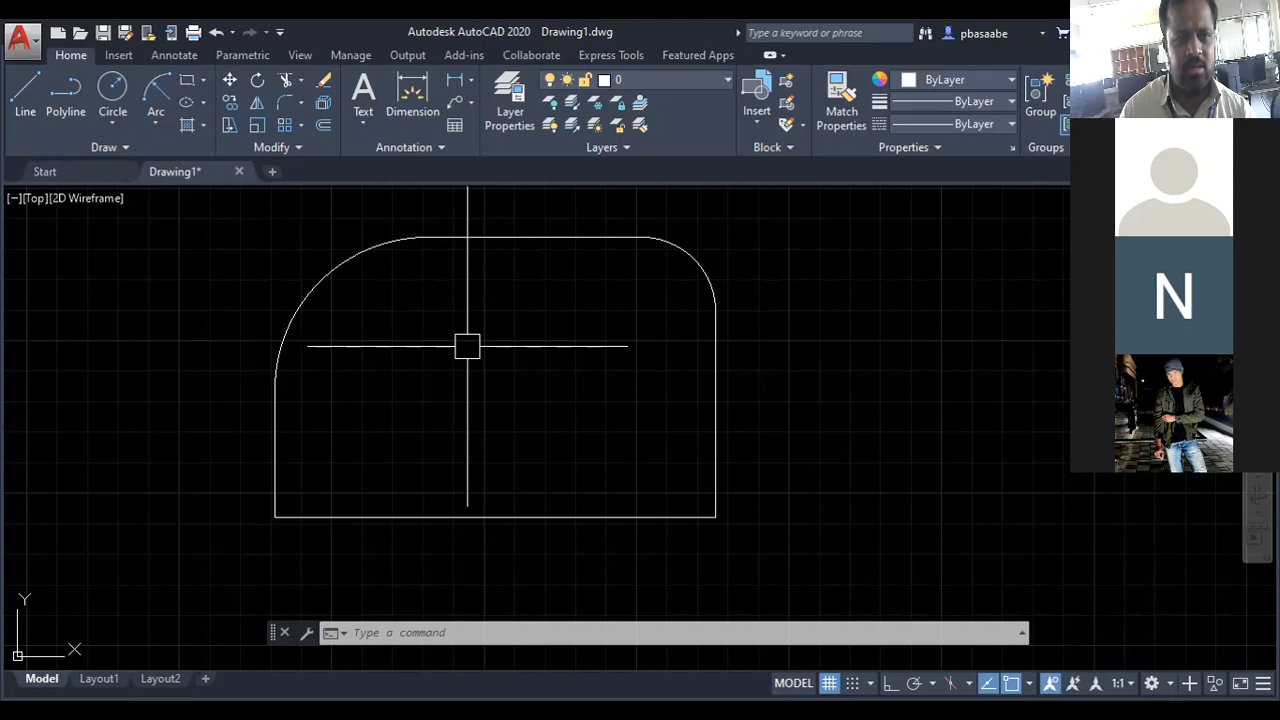 Autodesk AutoCAD 2020 Drawing1.dwg
Type a keyword or phrase
pbasaabe
Home Insert Annotate Parametric View Manag Output Add-ins Collaborate Express Tools Featured Apps
Line Polyline Circle Arc
Text Dimension
Layer Properties
0
Insert
Match Properties
ByLayer
ByLayer
ByLayer
Group
Draw Modify Annotation Layers Block Properties Groups
Start Drawing1*
[−][Top][2D Wireframe]
N
Y
X
Type a command
Model Layout1 Layout2
MODEL 1:1